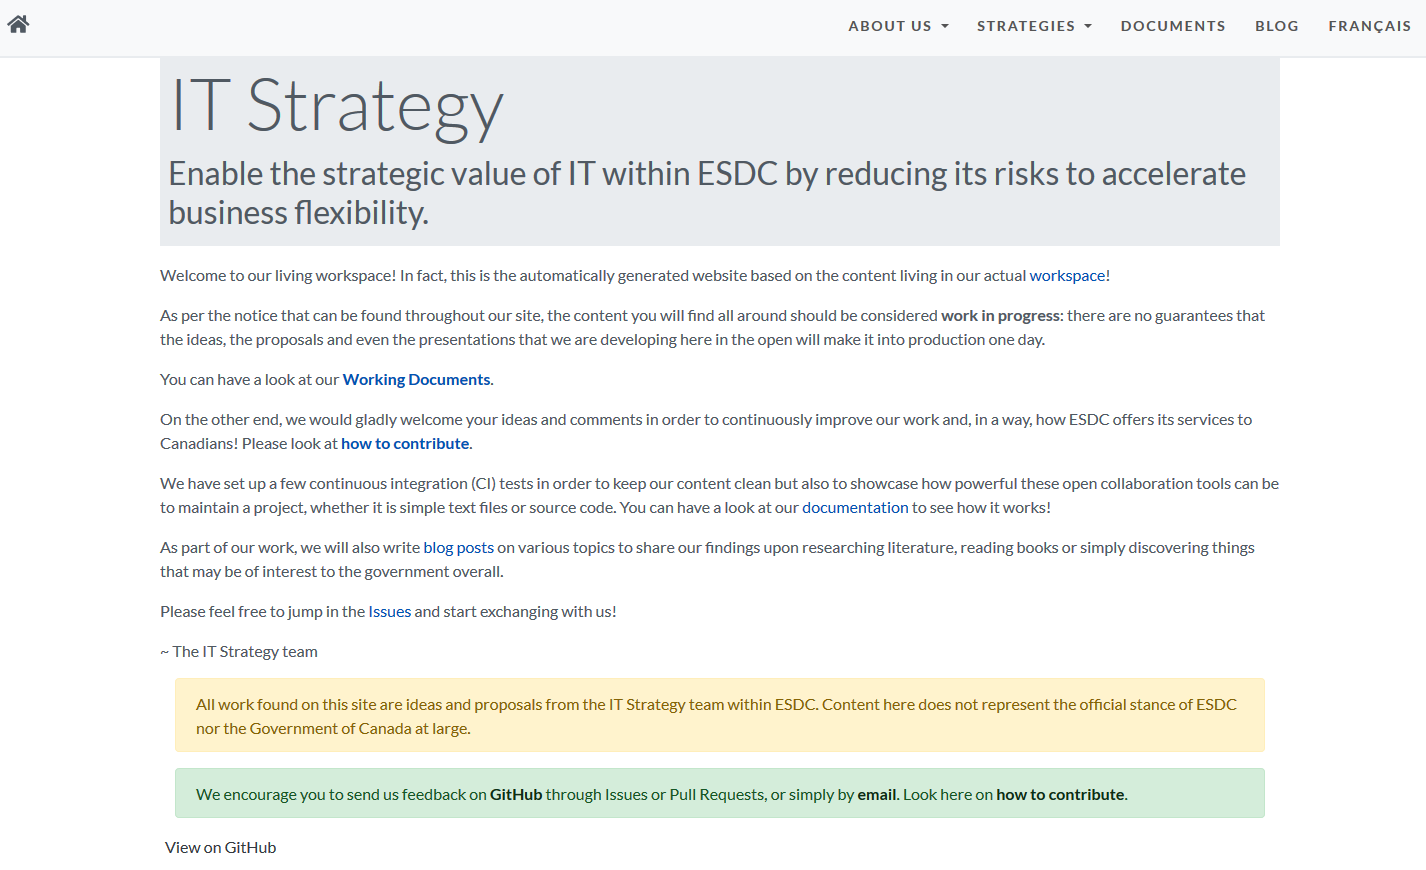 ABOUT US STRATEGIES DOCUMENTS BLOG FRANÇAIS
IT Strategy
Enable the strategic value of IT within ESDC by reducing its risks to accelerate
business flexibility.
Welcome to our living workspace! In fact, this is the automatically generated website based on the content living in our actual workspace!
As per the notice that can be found throughout our site, the content you will find all around should be considered work in progress: there are no guarantees that
the ideas, the proposals and even the presentations that we are developing here in the open will make it into production one day.
You can have a look at our Working Documents.
On the other end, we would gladly welcome your ideas and comments in order to continuously improve our work and, in a way, how ESDC offers its services to
Canadians! Please look at how to contribute.
We have set up a few continuous integration (CI) tests in order to keep our content clean but also to showcase how powerful these open collaboration tools can be
to maintain a project, whether it is simple text files or source code. You can have a look at our documentation to see how it works!
As part of our work, we will also write blog posts on various topics to share our findings upon researching literature, reading books or simply discovering things
that may be of interest to the government overall.
Please feel free to jump in the Issues and start exchanging with us!
~ The IT Strategy team
All work found on this site are ideas and proposals from the IT Strategy team within ESDC. Content here does not represent the official stance of ESDC
nor the Government of Canada at large.
We encourage you to send us feedback on GitHub through Issues or Pull Requests, or simply by email. Look here on how to contribute.
View on GitHub